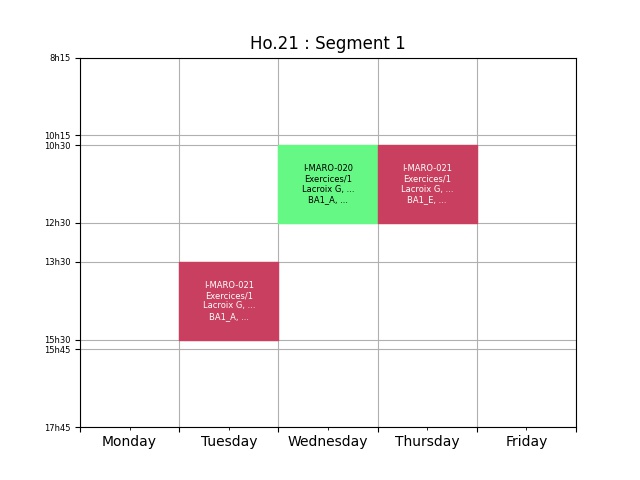 Ho.21 : Segment 1
8h15
10h15
10h30
I-MARO-020
Exercices/1
Lacroix G, ...
BA1_A, ...
I-MARO-021
Exercices/1
Lacroix G, ...
BA1_E, ...
12h30
13h30
I-MARO-021
Exercices/1
Lacroix G, ...
BA1_A, ...
15h30
15h45
17h45
Monday Tuesday Wednesday Thursday Friday